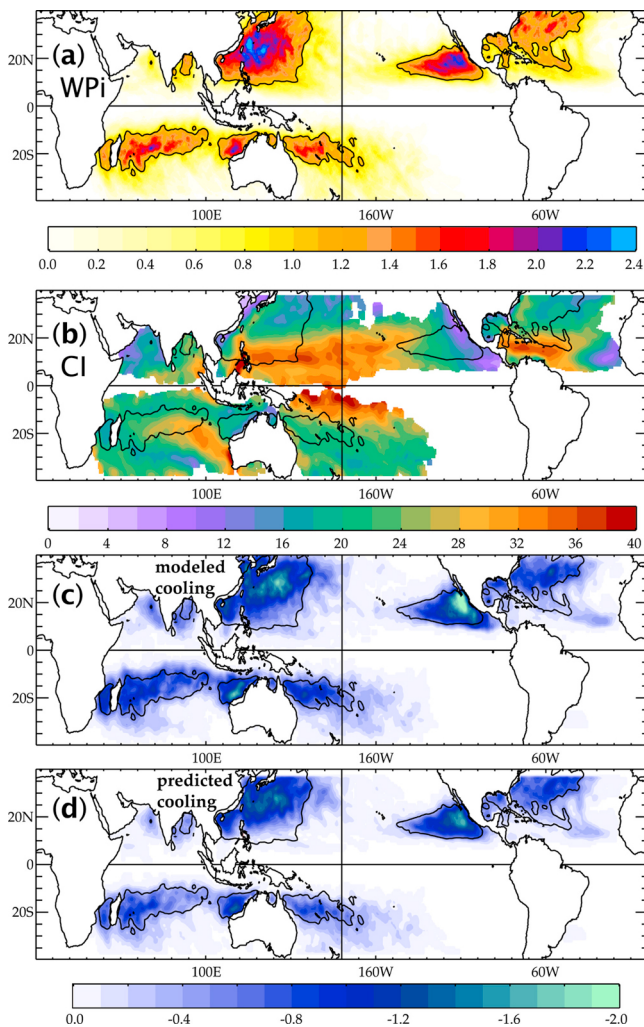 (a)
WPi
20N
0
20S
100E 160W 60W
0.0 0.2 0.4 0.6 0.8 1.0 1.2 1.4 1.6 1.8 2.0 2.2 2.4
(b)
CI
20N
0
20S
100E 160W 60W
0 4 8 12 16 20 24 28 32 36 40
(c)
modeled
cooling
20N
0
20S
100E 160W 60W
(d)
predicted
cooling
20N
0
20S
100E 160W 60W
0.0 -0.4 -0.8 -1.2 -1.6 -2.0